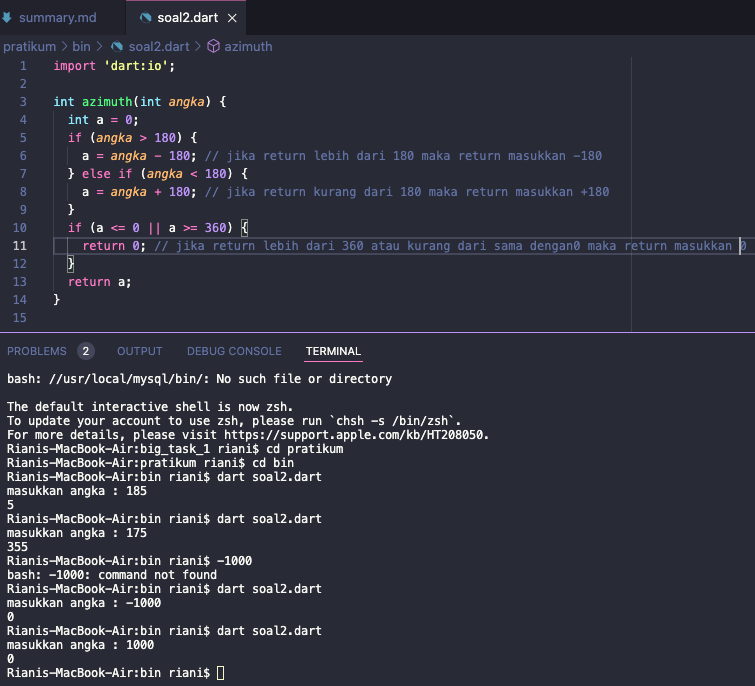 summary.md soal2.dart
pratikum > bin > soal2.dart > azimuth
1 import 'dart:io';
2
3 int azimuth(int angka) {
4 int a = 0;
5 if (angka > 180) {
6 a = angka - 180; // jika return lebih dari 180 maka return masukkan -180
7 } else if (angka < 180) {
8 a = angka + 180; // jika return kurang dari 180 maka return masukkan +180
9 }
10 if (a <= 0 || a >= 360) {
11 return 0; // jika return lebih dari 360 atau kurang dari sama dengan0 maka return masukkan 0
12 }
13 return a;
14 }
15
PROBLEMS 2 OUTPUT DEBUG CONSOLE TERMINAL
bash: //usr/local/mysql/bin/: No such file or directory
The default interactive shell is now zsh.
To update your account to use zsh, please run `chsh -s /bin/zsh`.
For more details, please visit https://support.apple.com/kb/HT208050.
Rianis-MacBook-Air:big_task_1 riani$ cd pratikum
Rianis-MacBook-Air:pratikum riani$ cd bin
Rianis-MacBook-Air:bin riani$ dart soal2.dart
masukkan angka : 185
5
Rianis-MacBook-Air:bin riani$ dart soal2.dart
masukkan angka : 175
355
Rianis-MacBook-Air:bin riani$ -1000
bash: -1000: command not found
Rianis-MacBook-Air:bin riani$ dart soal2.dart
masukkan angka : -1000
0
Rianis-MacBook-Air:bin riani$ dart soal2.dart
masukkan angka : 1000
0
Rianis-MacBook-Air:bin riani$